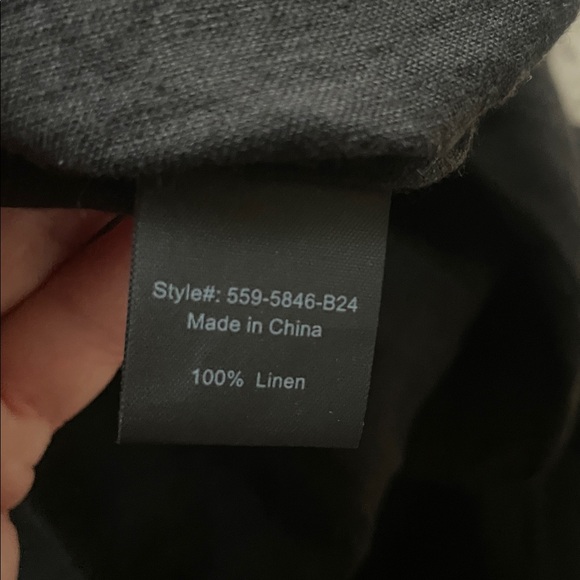 Style#: 559-5846-B24
Made in China
100% Linen